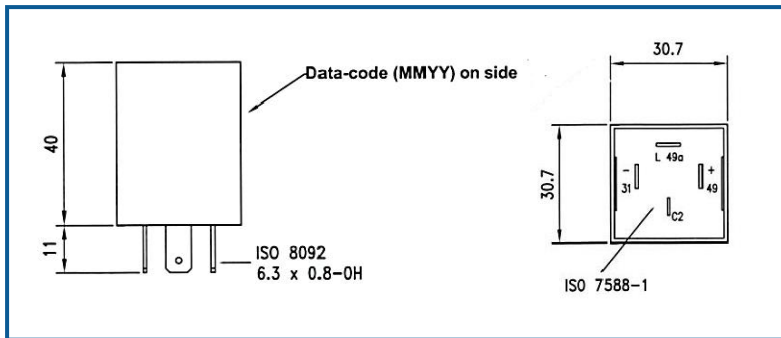 Data-code (MMYY) on side
40
11
ISO 8092
6.3 x 0.8-OH
30.7
30.7
L 49a
- +
31 49
C2
ISO 7588-1